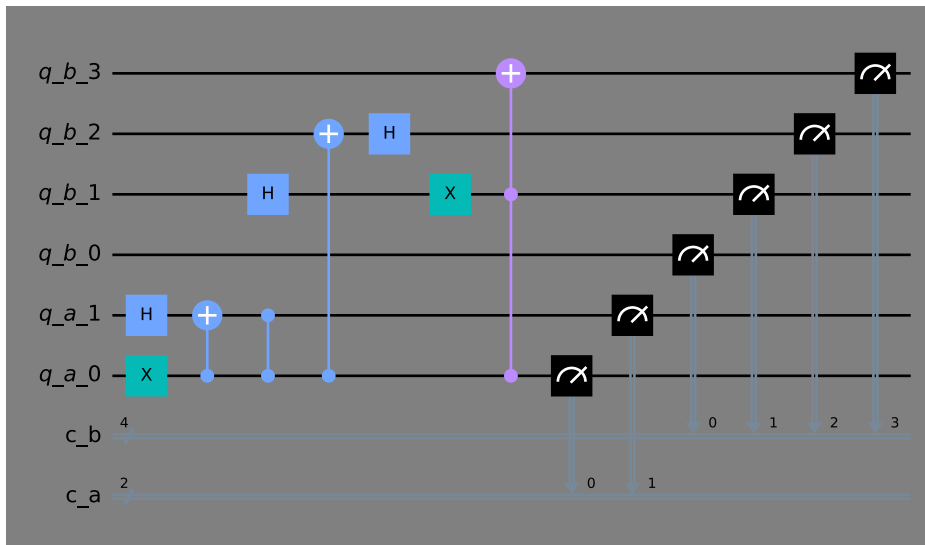 q_b_3
q_b_2 H
q_b_1 H X
q_b_0
q_a_1 H
q_a_0 X
c_b 4 0 1 2 3
c_a 2 0 1